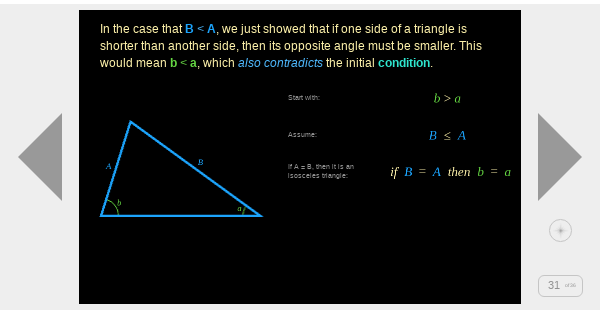 In the case that B < A, we just showed that if one side of a triangle is
shorter than another side, then its opposite angle must be smaller. This
would mean b < a, which also contradicts the initial condition.
Start with:
b > a
Assume:
B ≤ A
If A = B, then it is an
isosceles triangle:
if B = A then b = a
A
B
b
a
31 of 36